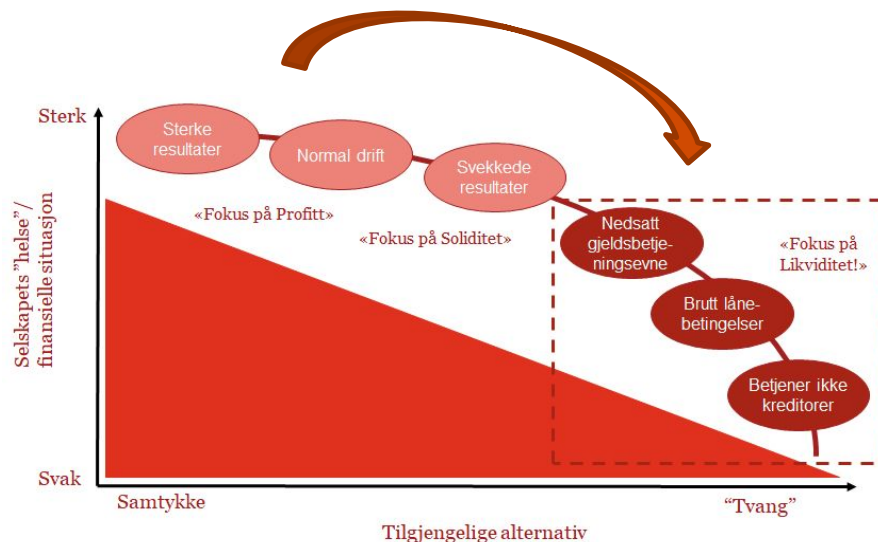 Sterk
Sterke
resultater
Normal drift
Svekkede
resultater
«Fokus på Profitt»
«Fokus på Soliditet»
Nedsatt
gjeldsbetje-
ningsevne
«Fokus på
Likviditet!»
Brutt låne-
betingelser
Betjener ikke
kreditorer
Selskapets "helse"/
finansielle situasjon
Svak
Samtykke
"Tvang"
Tilgjengelige alternativ